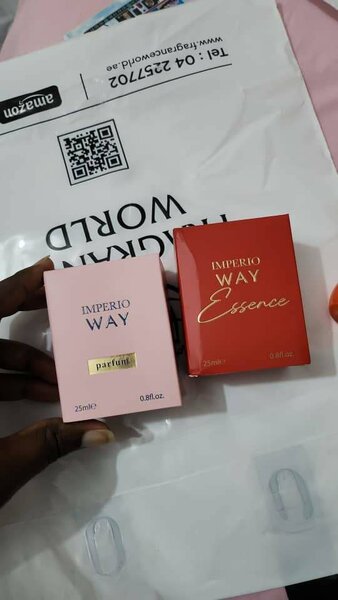 Tel : 04 2257702
www.fragranceworld.ae
amazon
FRAGRAN
WORLD
IMPERIO
WAY
parfum
25ml℮
0.8fl.oz.
IMPERIO
WAY
Essence
25ml℮
0.8fl.oz.